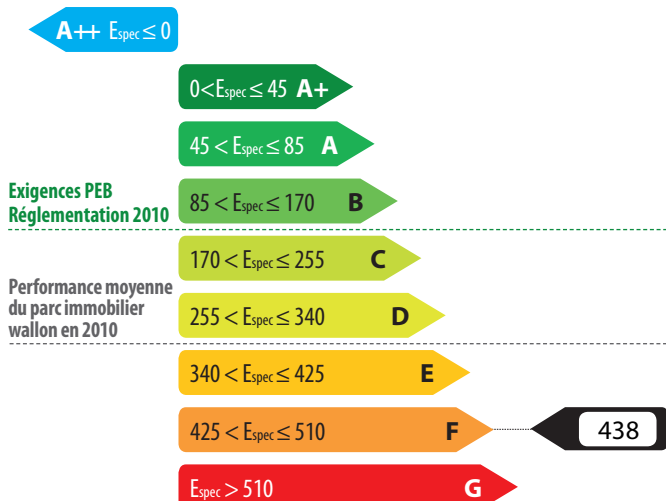 A++ Espec ≤ 0
0<Espec ≤ 45 A+
45 < Espec ≤ 85 A
Exigences PEB
Réglementation 2010
85 < Espec ≤ 170 B
170 < Espec ≤ 255 C
Performance moyenne
du parc immobilier
wallon en 2010
255 < Espec ≤ 340 D
340 < Espec ≤ 425 E
425 < Espec ≤ 510 F
438
Espec > 510 G